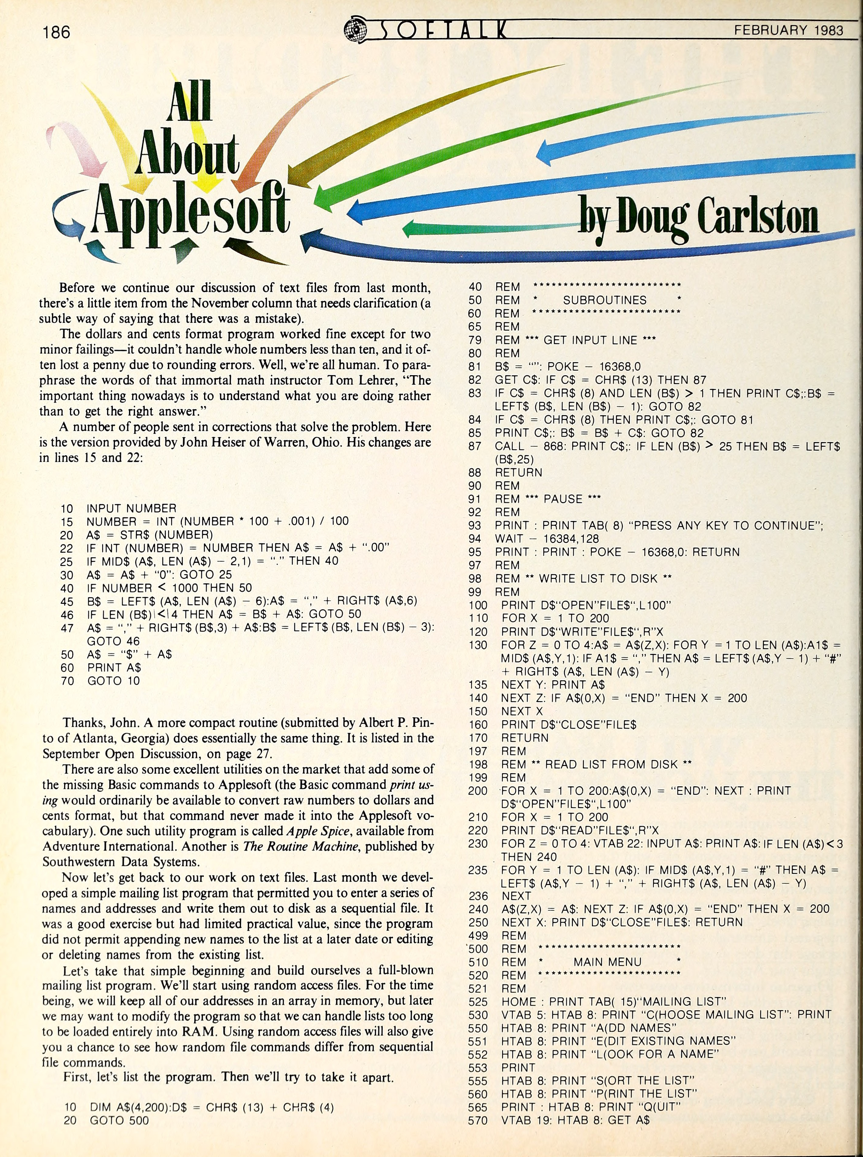 186
SOFTALK
FEBRUARY 1983
All
About
Applesoft
by Doug Carlston
Before we continue our discussion of text files from last month,
there's a little item from the November column that needs clarification (a
subtle way of saying that there was a mistake).
The dollars and cents format program worked fine except for two
minor failings—it couldn't handle whole numbers less than ten, and it of-
ten lost a penny due to rounding errors. Well, we're all human. To para-
phrase the words of that immortal math instructor Tom Lehrer, "The
important thing nowadays is to understand what you are doing rather
than to get the right answer."
A number of people sent in corrections that solve the problem. Here
is the version provided by John Heiser of Warren, Ohio. His changes are
in lines 15 and 22:
10 INPUT NUMBER
15 NUMBER = INT (NUMBER * 100 + .001) / 100
20 A$ = STR$ (NUMBER)
22 IF INT (NUMBER) = NUMBER THEN A$ = A$ + ".00"
25 IF MID$ (A$, LEN (A$) - 2,1) = "." THEN 40
30 A$ = A$ + "0": GOTO 25
40 IF NUMBER < 1000 THEN 50
45 B$ = LEFT$ (A$, LEN (A$) - 6):A$ = "," + RIGHT$ (A$,6)
46 IF LEN (B$) < 4 THEN A$ = B$ + A$: GOTO 50
47 A$ = "," + RIGHT$ (B$,3) + A$:B$ = LEFT$ (B$, LEN (B$) - 3):
GOTO 46
50 A$ = "$" + A$
60 PRINT A$
70 GOTO 10
Thanks, John. A more compact routine (submitted by Albert P. Pin-
to of Atlanta, Georgia) does essentially the same thing. It is listed in the
September Open Discussion, on page 27.
There are also some excellent utilities on the market that add some of
the missing Basic commands to Applesoft (the Basic command print us-
ing would ordinarily be available to convert raw numbers to dollars and
cents format, but that command never made it into the Applesoft vo-
cabulary). One such utility program is called Apple Spice, available from
Adventure International. Another is The Routine Machine, published by
Southwestern Data Systems.
Now let's get back to our work on text files. Last month we devel-
oped a simple mailing list program that permitted you to enter a series of
names and addresses and write them out to disk as a sequential file. It
was a good exercise but had limited practical value, since the program
did not permit appending new names to the list at a later date or editing
or deleting names from the existing list.
Let's take that simple beginning and build ourselves a full-blown
mailing list program. We'll start using random access files. For the time
being, we will keep all of our addresses in an array in memory, but later
we may want to modify the program so that we can handle lists too long
to be loaded entirely into RAM. Using random access files will also give
you a chance to see how random file commands differ from sequential
file commands.
First, let's list the program. Then we'll try to take it apart.
10 DIM A$(4,200):D$ = CHR$ (13) + CHR$ (4)
20 GOTO 500
40 REM *************************
50 REM * SUBROUTINES *
60 REM *************************
65 REM
79 REM *** GET INPUT LINE ***
80 REM
81 B$ = "": POKE - 16368,0
82 GET C$: IF C$ = CHR$ (13) THEN 87
83 IF C$ = CHR$ (8) AND LEN (B$) > 1 THEN PRINT C$;:B$ =
LEFT$ (B$, LEN (B$) - 1): GOTO 82
84 IF C$ = CHR$ (8) THEN PRINT C$;: GOTO 81
85 PRINT C$;: B$ = B$ + C$: GOTO 82
87 CALL - 868: PRINT C$;: IF LEN (B$) > 25 THEN B$ = LEFT$
(B$,25)
88 RETURN
90 REM
91 REM *** PAUSE ***
92 REM
93 PRINT : PRINT TAB( 8) "PRESS ANY KEY TO CONTINUE";
94 WAIT - 16384,128
95 PRINT : PRINT : POKE - 16368,0: RETURN
97 REM
98 REM ** WRITE LIST TO DISK **
99 REM
100 PRINT D$"OPEN"FILE$",L100"
110 FOR X = 1 TO 200
120 PRINT D$"WRITE"FILE$",R"X
130 FOR Z = 0 TO 4:A$ = A$(Z,X): FOR Y = 1 TO LEN (A$):A1$ =
MID$ (A$,Y,1): IF A1$ = "," THEN A$ = LEFT$ (A$,Y - 1) + "#"
+ RIGHT$ (A$, LEN (A$) - Y)
135 NEXT Y: PRINT A$
140 NEXT Z: IF A$(0,X) = "END" THEN X = 200
150 NEXT X
160 PRINT D$"CLOSE"FILE$
170 RETURN
197 REM
198 REM ** READ LIST FROM DISK **
199 REM
200 FOR X = 1 TO 200:A$(0,X) = "END": NEXT : PRINT
D$"OPEN"FILE$",L100"
210 FOR X = 1 TO 200
220 PRINT D$"READ"FILE$",R"X
230 FOR Z = 0 TO 4: VTAB 22: INPUT A$: PRINT A$: IF LEN (A$)<3
THEN 240
235 FOR Y = 1 TO LEN (A$): IF MID$ (A$,Y,1) = "#" THEN A$ =
LEFT$ (A$,Y - 1) + "," + RIGHT$ (A$, LEN (A$) - Y)
236 NEXT
240 A$(Z,X) = A$: NEXT Z: IF A$(0,X) = "END" THEN X = 200
250 NEXT X: PRINT D$"CLOSE"FILE$: RETURN
499 REM
500 REM ************************
510 REM * MAIN MENU *
520 REM ************************
521 REM
525 HOME : PRINT TAB( 15)"MAILING LIST"
530 VTAB 5: HTAB 8: PRINT "C(HOOSE MAILING LIST": PRINT
550 HTAB 8: PRINT "A(DD NAMES"
551 HTAB 8: PRINT "E(DIT EXISTING NAMES"
552 HTAB 8: PRINT "L(OOK FOR A NAME"
553 PRINT
555 HTAB 8: PRINT "S(ORT THE LIST"
560 HTAB 8: PRINT "P(RINT THE LIST"
565 PRINT : HTAB 8: PRINT "Q(UIT"
570 VTAB 19: HTAB 8: GET A$